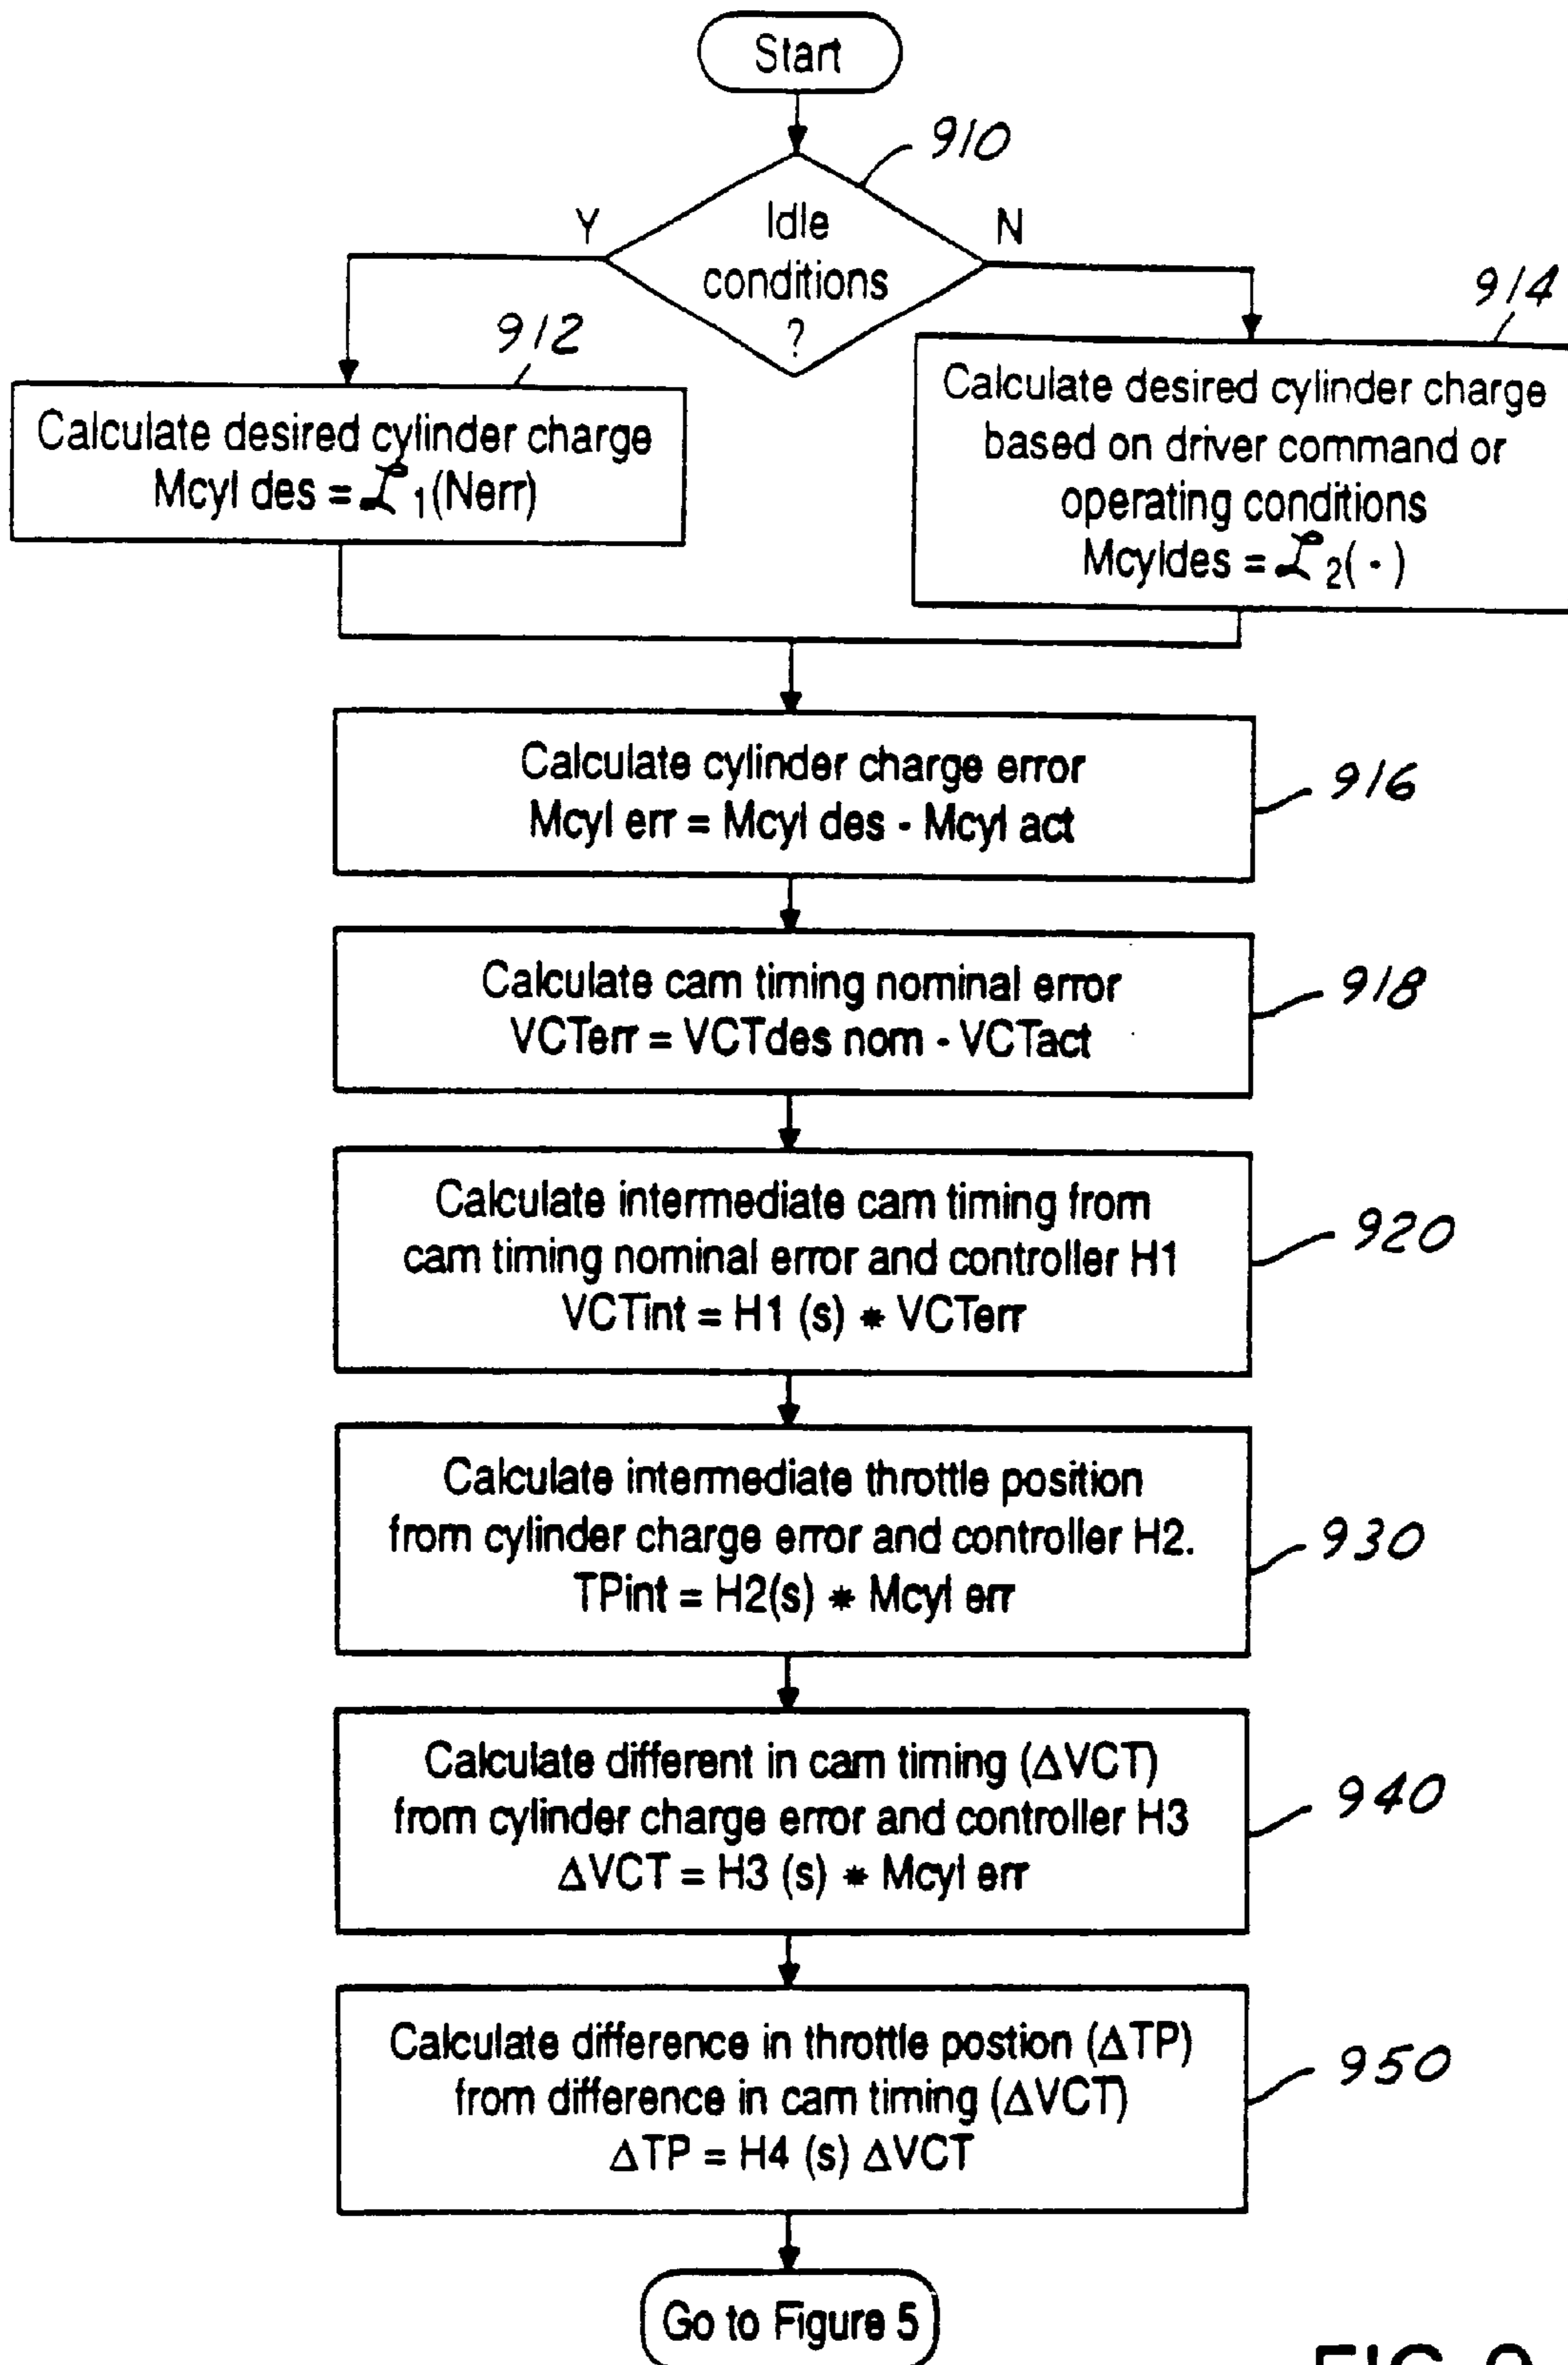 Start
910
Y
Idle
conditions
?
N
912
914
Calculate desired cylinder charge
Mcyl des = ℒ 1(Nerr)
Calculate desired cylinder charge
based on driver command or
operating conditions
Mcyldes = ℒ 2( · )
Calculate cylinder charge error
Mcyl err = Mcyl des - Mcyl act
916
Calculate cam timing nominal error
VCTerr = VCTdes nom - VCTact
918
Calculate intermediate cam timing from
cam timing nominal error and controller H1
VCTint = H1 (s) * VCTerr
920
Calculate intermediate throttle position
from cylinder charge error and controller H2.
TPint = H2(s) * Mcyl err
930
Calculate different in cam timing (ΔVCT)
from cylinder charge error and controller H3
ΔVCT = H3 (s) * Mcyl err
940
Calculate difference in throttle postion (ΔTP)
from difference in cam timing (ΔVCT)
ΔTP = H4 (s) ΔVCT
950
Go to Figure 5